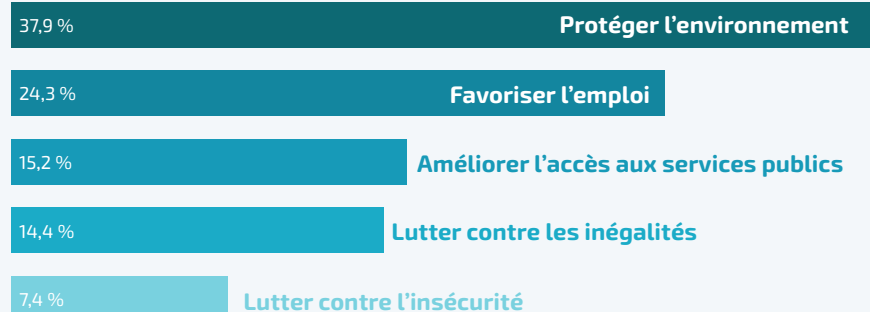 37,9 % Protéger l’environnement
24,3 % Favoriser l’emploi
15,2 % Améliorer l’accès aux services publics
14,4 % Lutter contre les inégalités
7,4 % Lutter contre l’insécurité